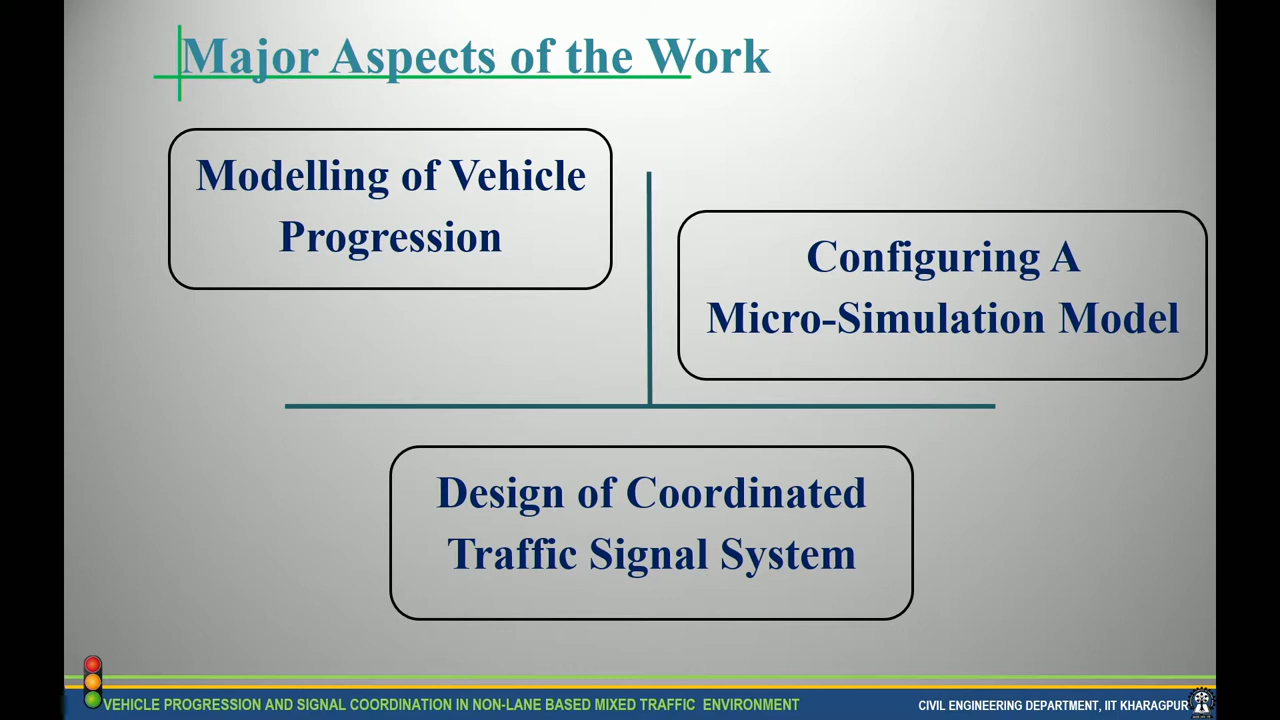 Major Aspects of the Work
Modelling of Vehicle
Progression
Configuring A
Micro-Simulation Model
Design of Coordinated
Traffic Signal System
VEHICLE PROGRESSION AND SIGNAL COORDINATION IN NON-LANE BASED MIXED TRAFFIC ENVIRONMENT
CIVIL ENGINEERING DEPARTMENT, IIT KHARAGPUR